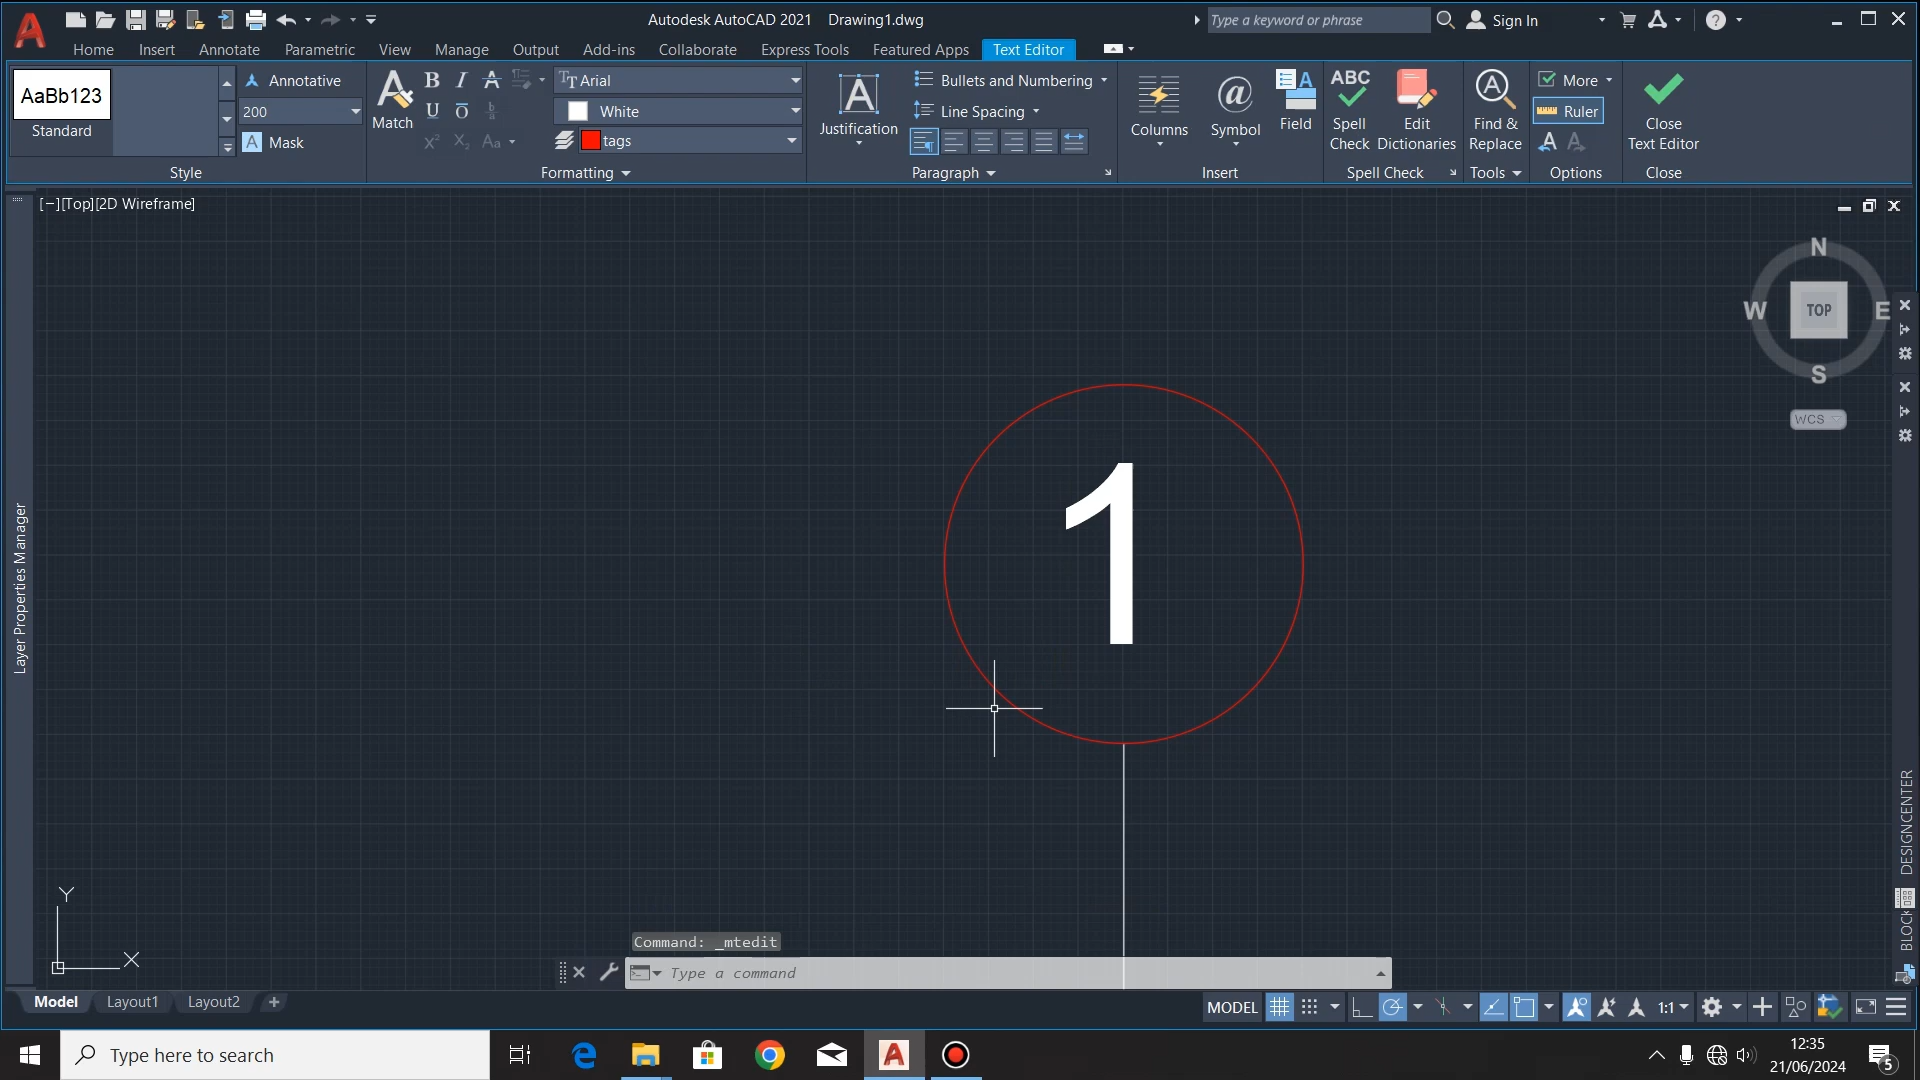 Autodesk AutoCAD 2021 Drawing1.dwg
Type a keyword or phrase
Sign In
Home Insert Annotate Parametric View Manage Output Add-ins Collaborate Express Tools Featured Apps Text Editor
AaBb123
Standard
Annotative
200
Mask
Style
Match
Arial
White
tags
Formatting
Justification
Bullets and Numbering
Line Spacing
Paragraph
Columns
Symbol
Field
Insert
ABC
Spell
Check
Edit
Dictionaries
Spell Check
Find &
Replace
Tools
More
Ruler
Options
Close
Text Editor
Close
[−][Top][2D Wireframe]
N
W
TOP
E
S
WCS
1
Layer Properties Manager
DESIGNCENTER
BLOCK
Y
X
Command: _mtedit
Type a command
Model Layout1 Layout2
MODEL
1:1
Type here to search
12:35
21/06/2024
5